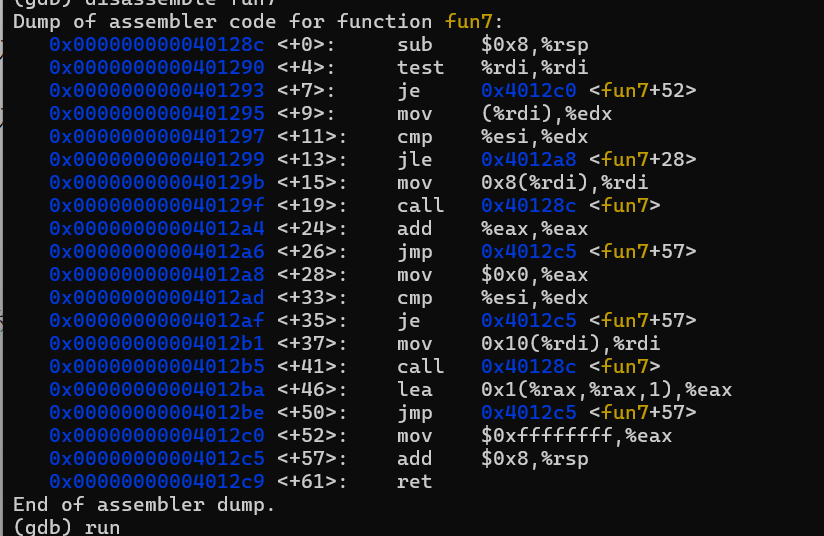 (gdb) disassemble fun7
Dump of assembler code for function fun7:
0x000000000040128c <+0>: sub $0x8,%rsp
0x0000000000401290 <+4>: test %rdi,%rdi
0x0000000000401293 <+7>: je 0x4012c0 <fun7+52>
0x0000000000401295 <+9>: mov (%rdi),%edx
0x0000000000401297 <+11>: cmp %esi,%edx
0x0000000000401299 <+13>: jle 0x4012a8 <fun7+28>
0x000000000040129b <+15>: mov 0x8(%rdi),%rdi
0x000000000040129f <+19>: call 0x40128c <fun7>
0x00000000004012a4 <+24>: add %eax,%eax
0x00000000004012a6 <+26>: jmp 0x4012c5 <fun7+57>
0x00000000004012a8 <+28>: mov $0x0,%eax
0x00000000004012ad <+33>: cmp %esi,%edx
0x00000000004012af <+35>: je 0x4012c5 <fun7+57>
0x00000000004012b1 <+37>: mov 0x10(%rdi),%rdi
0x00000000004012b5 <+41>: call 0x40128c <fun7>
0x00000000004012ba <+46>: lea 0x1(%rax,%rax,1),%eax
0x00000000004012be <+50>: jmp 0x4012c5 <fun7+57>
0x00000000004012c0 <+52>: mov $0xffffffff,%eax
0x00000000004012c5 <+57>: add $0x8,%rsp
0x00000000004012c9 <+61>: ret
End of assembler dump.
(gdb) run